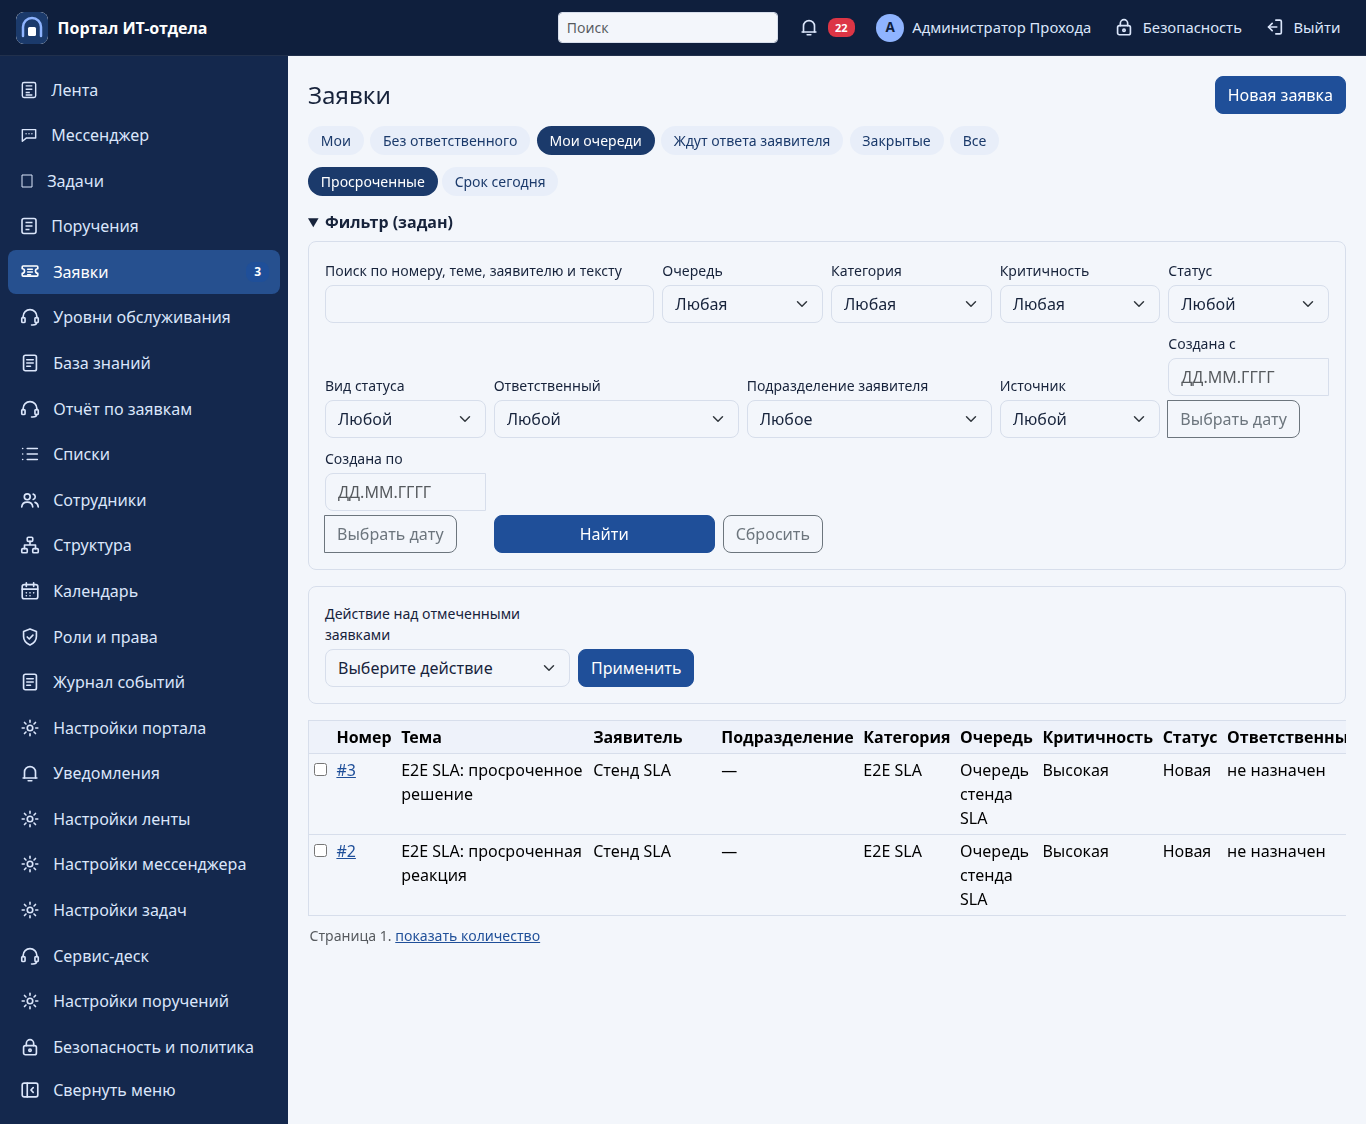 Портал ИТ-отдела
Поиск
22
А
Администратор Прохода
Безопасность
Выйти
Лента
Мессенджер
Задачи
Поручения
Заявки
3
Уровни обслуживания
База знаний
Отчёт по заявкам
Списки
Сотрудники
Структура
Календарь
Роли и права
Журнал событий
Настройки портала
Уведомления
Настройки ленты
Настройки мессенджера
Настройки задач
Сервис-деск
Настройки поручений
Безопасность и политика
Свернуть меню
Заявки
Новая заявка
Мои
Без ответственного
Мои очереди
Ждут ответа заявителя
Закрытые
Все
Просроченные
Срок сегодня
▼ Фильтр (задан)
Поиск по номеру, теме, заявителю и тексту
Очередь
Категория
Критичность
Статус
Любая
Любая
Любая
Любой
Создана с
ДД.ММ.ГГГГ
Вид статуса
Ответственный
Подразделение заявителя
Источник
Любой
Любой
Любое
Любой
Выбрать дату
Создана по
ДД.ММ.ГГГГ
Выбрать дату
Найти
Сбросить
Действие над отмеченными
заявками
Выберите действие
Применить
Номер Тема Заявитель Подразделение Категория Очередь Критичность Статус Ответственны
#3 E2E SLA: просроченное Стенд SLA — E2E SLA Очередь Высокая Новая не назначен
решение стенда
SLA
#2 E2E SLA: просроченная Стенд SLA — E2E SLA Очередь Высокая Новая не назначен
реакция стенда
SLA
Страница 1. показать количество